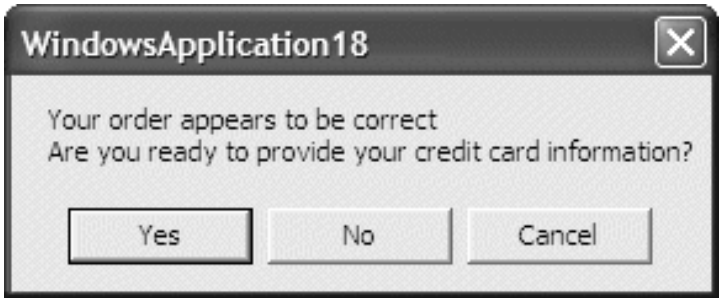 WindowsApplication18
Your order appears to be correct
Are you ready to provide your credit card information?
Yes
No
Cancel